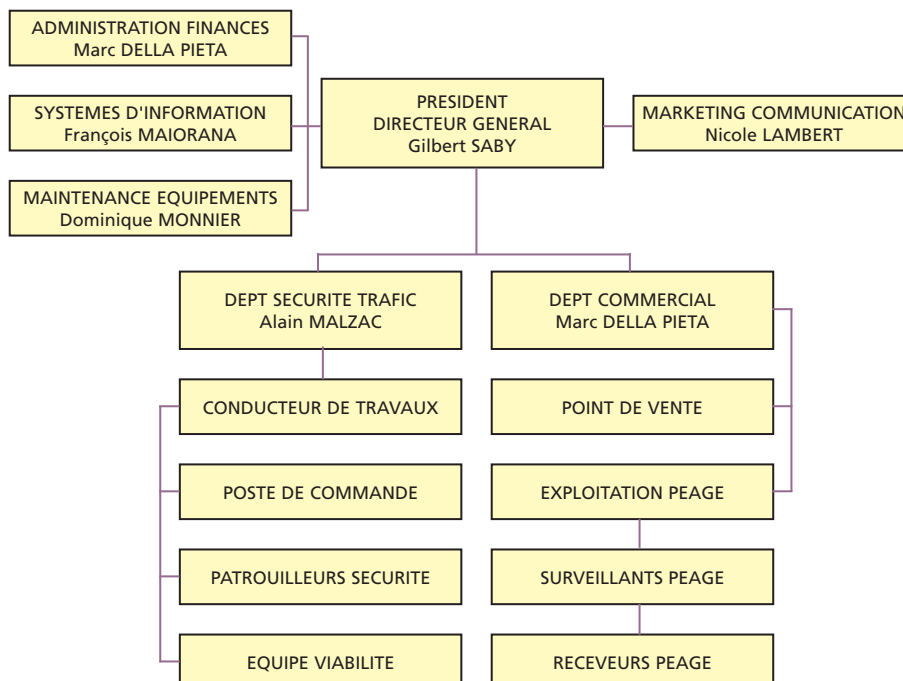 ADMINISTRATION FINANCES
Marc DELLA PIETA
SYSTEMES D'INFORMATION
François MAIORANA
MAINTENANCE EQUIPEMENTS
Dominique MONNIER
PRESIDENT
DIRECTEUR GENERAL
Gilbert SABY
MARKETING COMMUNICATION
Nicole LAMBERT
DEPT SECURITE TRAFIC
Alain MALZAC
CONDUCTEUR DE TRAVAUX
POSTE DE COMMANDE
PATROUILLEURS SECURITE
EQUIPE VIABILITE
DEPT COMMERCIAL
Marc DELLA PIETA
POINT DE VENTE
EXPLOITATION PEAGE
SURVEILLANTS PEAGE
RECEVEURS PEAGE